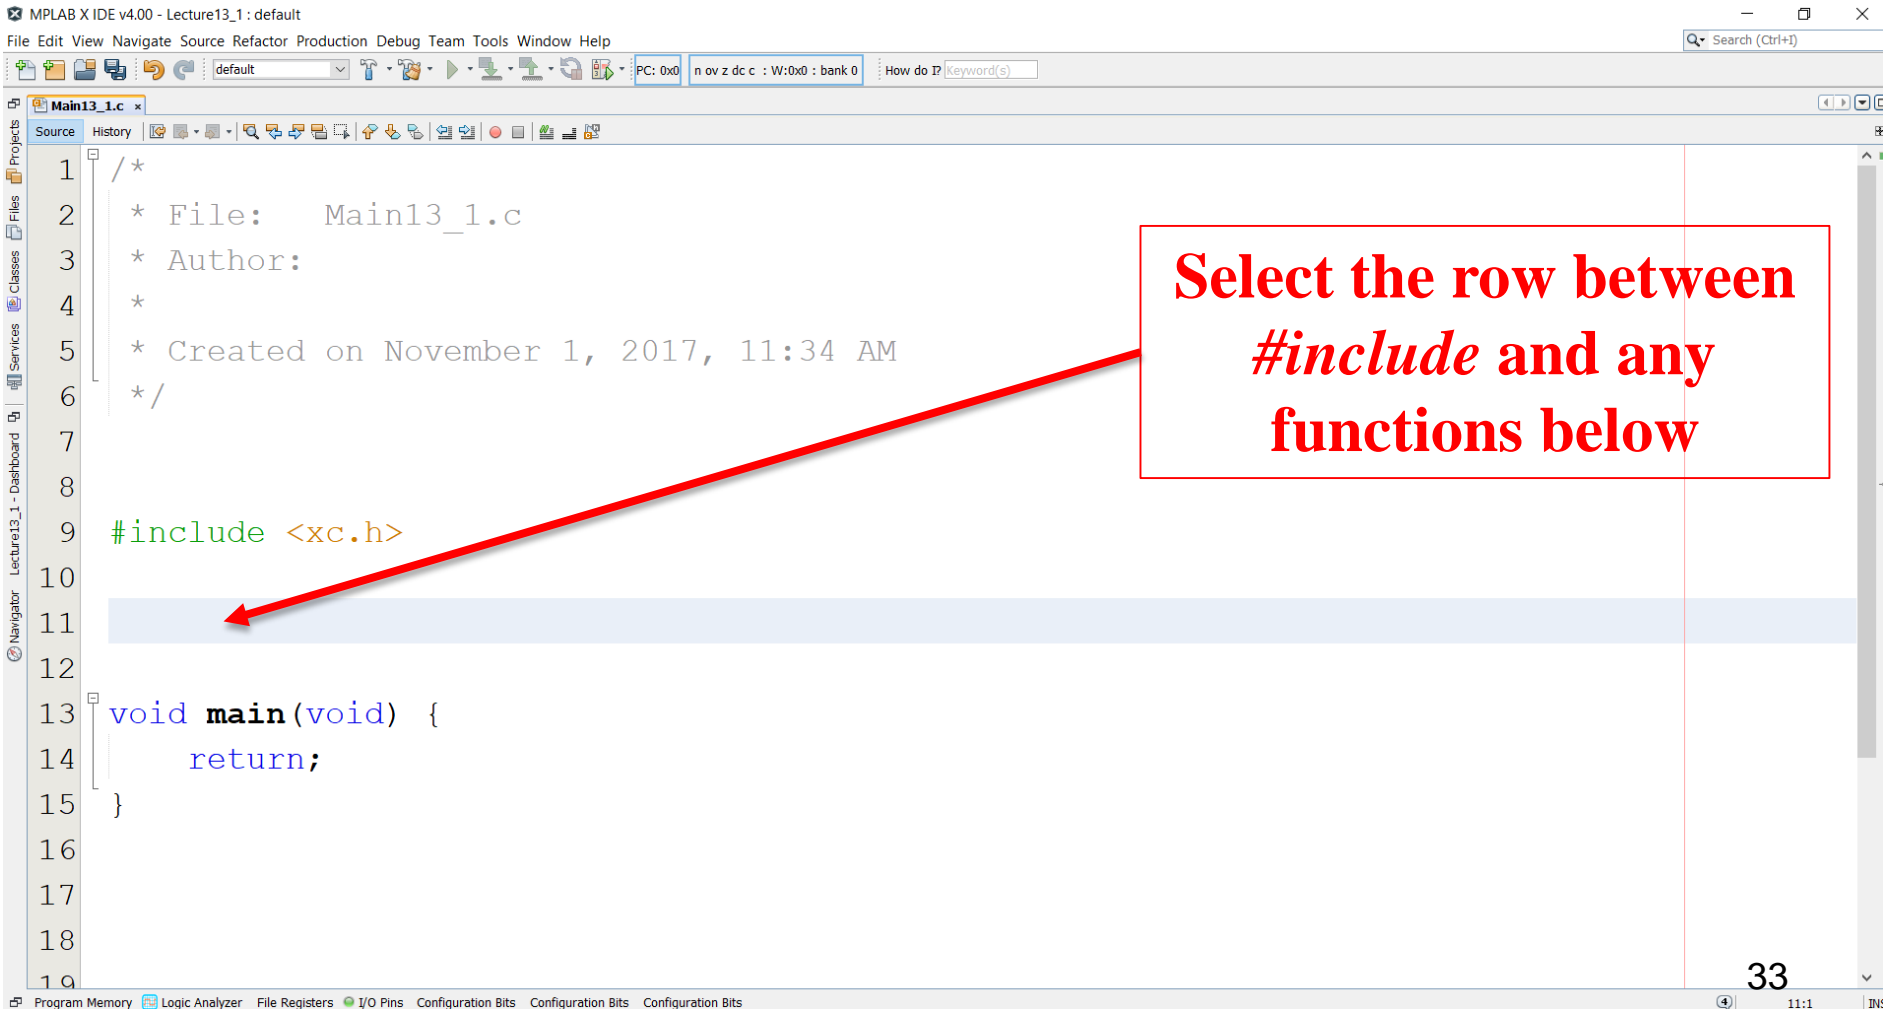 MPLAB X IDE v4.00 - Lecture13_1 : default
File Edit View Navigate Source Refactor Production Debug Team Tools Window Help
Search (Ctrl+I)
default
PC: 0x0
n ov z dc c : W:0x0 : bank 0
How do I?
Keyword(s)
Main13_1.c ×
Source History
Projects
Files
Classes
Services
Lecture13_1 - Dashboard
Navigator
1 /*
2 * File: Main13_1.c
3 * Author:
4 *
5 * Created on November 1, 2017, 11:34 AM
6 */
7
8
9 #include <xc.h>
10
11
12
13 void main(void) {
14 return;
15 }
16
17
18
19
Select the row between
#include and any
functions below
33
Program Memory Logic Analyzer File Registers I/O Pins Configuration Bits Configuration Bits Configuration Bits
4
11:1
INS